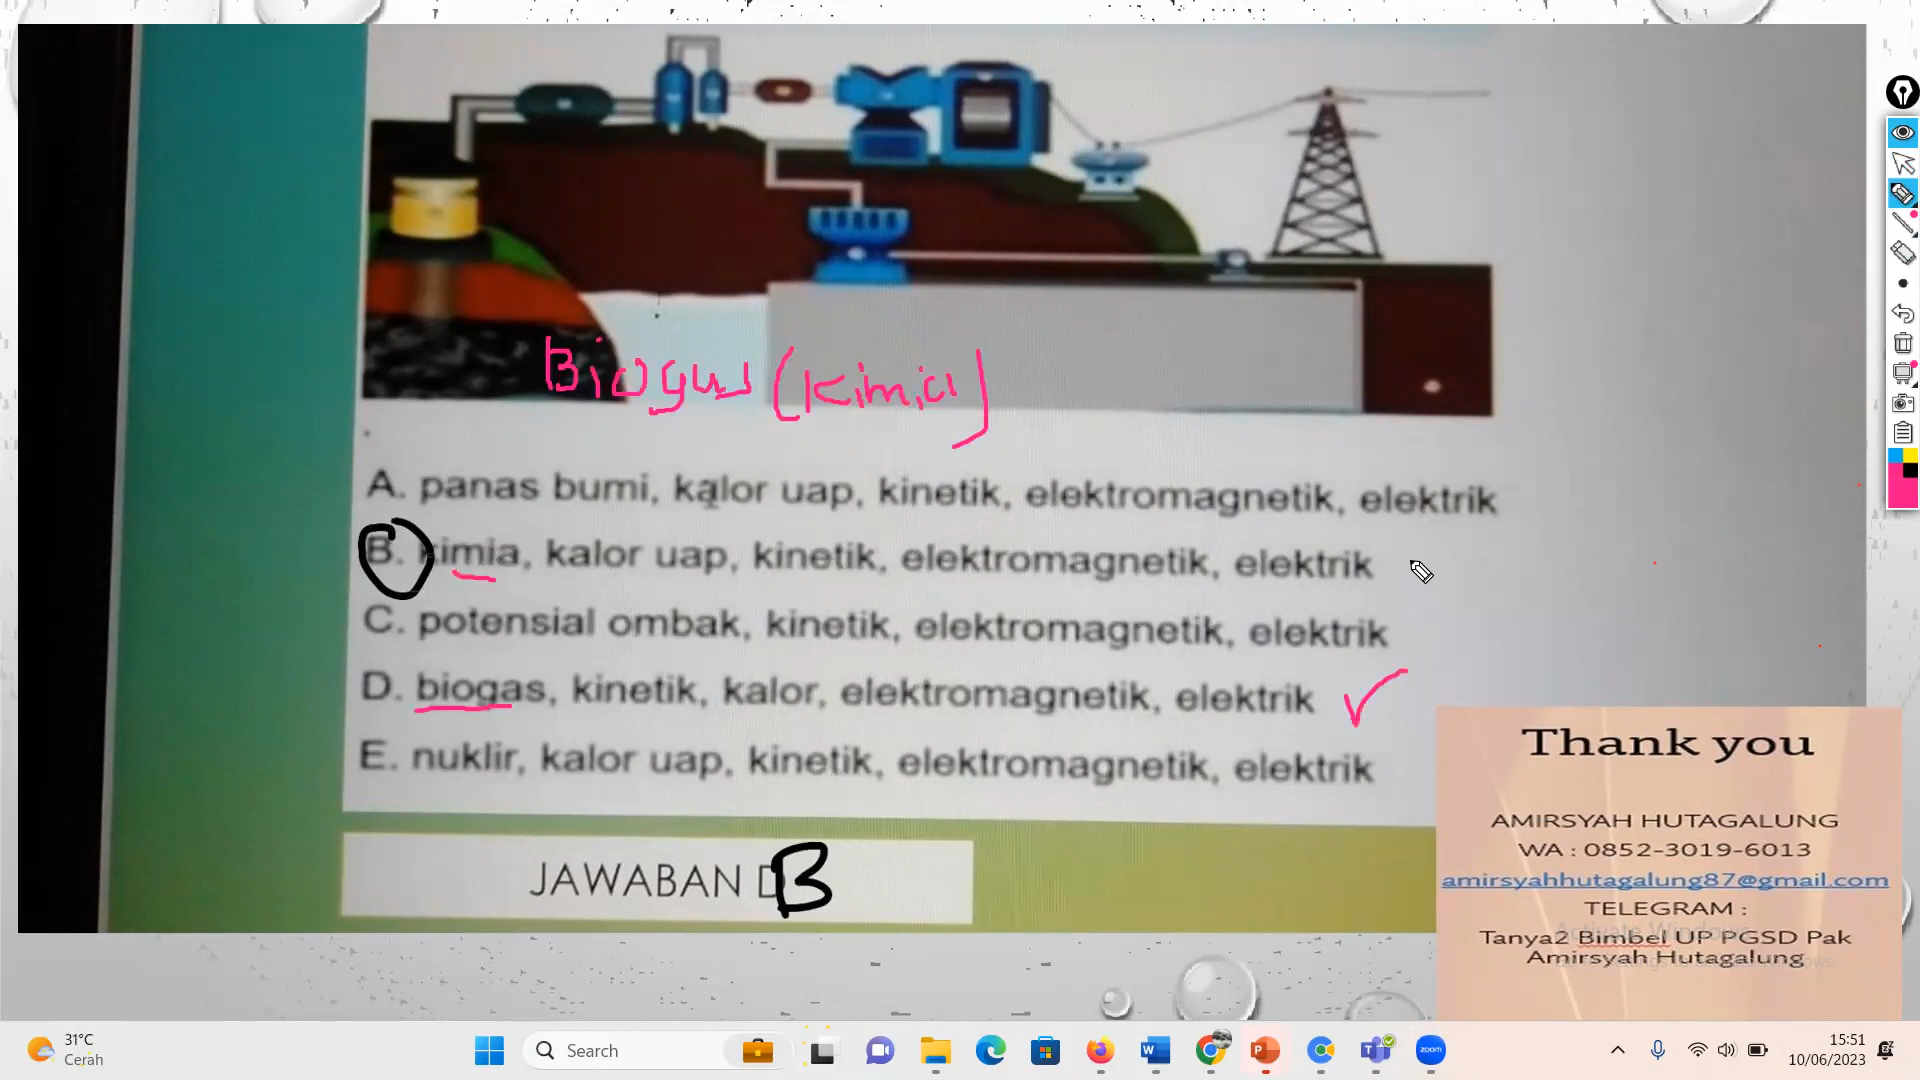 Biogas (kimia)
A. panas bumi, kalor uap, kinetik, elektromagnetik, elektrik
B. kimia, kalor uap, kinetik, elektromagnetik, elektrik
C. potensial ombak, kinetik, elektromagnetik, elektrik
D. biogas, kinetik, kalor, elektromagnetik, elektrik
E. nuklir, kalor uap, kinetik, elektromagnetik, elektrik
JAWABAN D B
Thank you
AMIRSYAH HUTAGALUNG
WA : 0852-3019-6013
amirsyahhutagalung87@gmail.com
TELEGRAM :
Tanya2 Bimbel UP PGSD Pak
Amirsyah Hutagalung
Activate Windows
31°C
Cerah
Search
W
P
T
zoom
15:51
10/06/2023